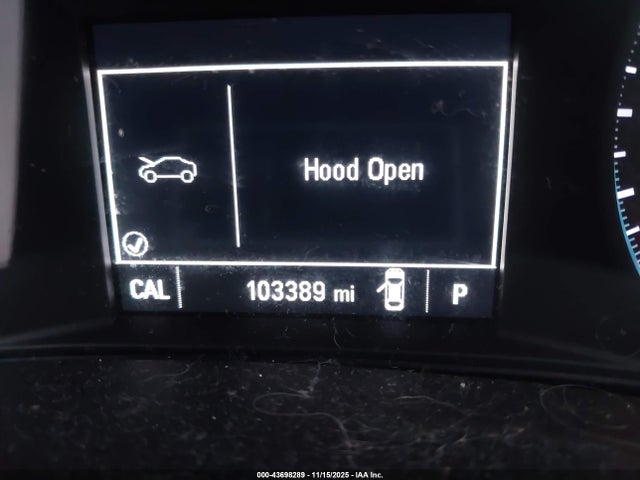 Hood Open
CAL 103389 mi P
000-43698289 - 11/15/2025 - IAA Inc.